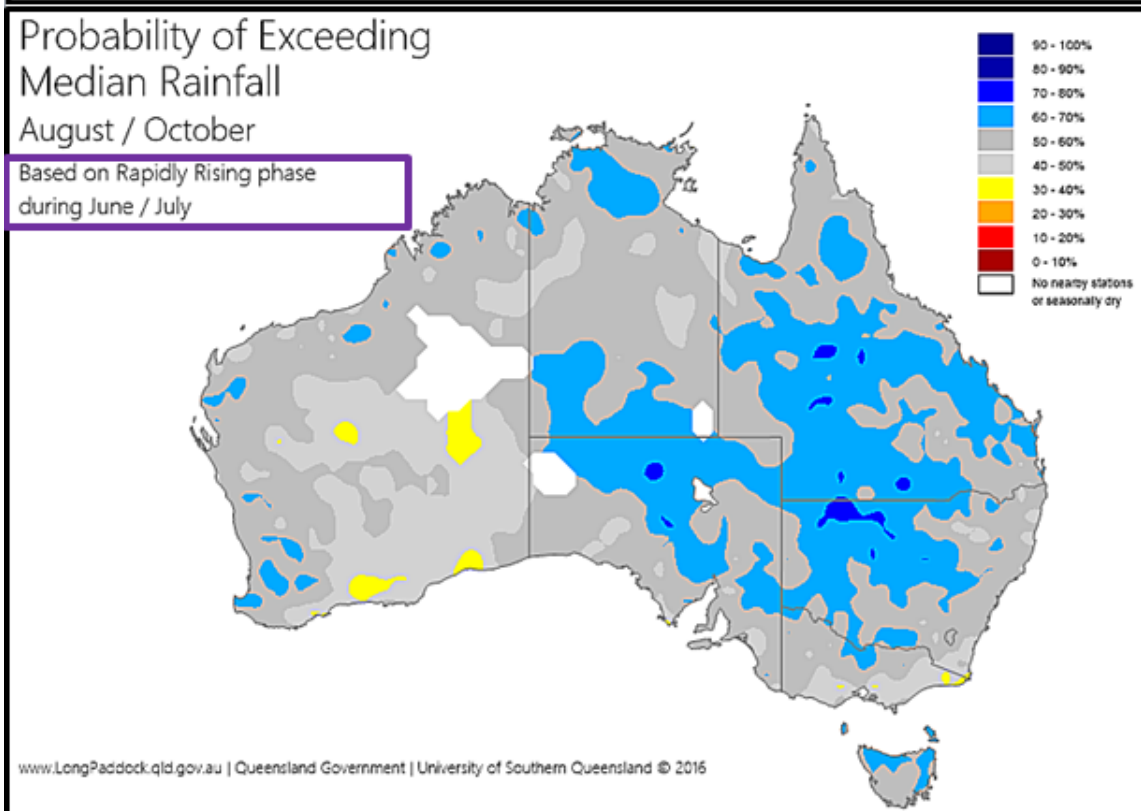 Probability of Exceeding
Median Rainfall
August / October
Based on Rapidly Rising phase
during June / July
90 - 100%
80 - 90%
70 - 80%
60 - 70%
50 - 60%
40 - 50%
30 - 40%
20 - 30%
10 - 20%
0 - 10%
No nearby stations
or seasonally dry
www.LongPaddock.qld.gov.au | Queensland Government | University of Southern Queensland © 2016